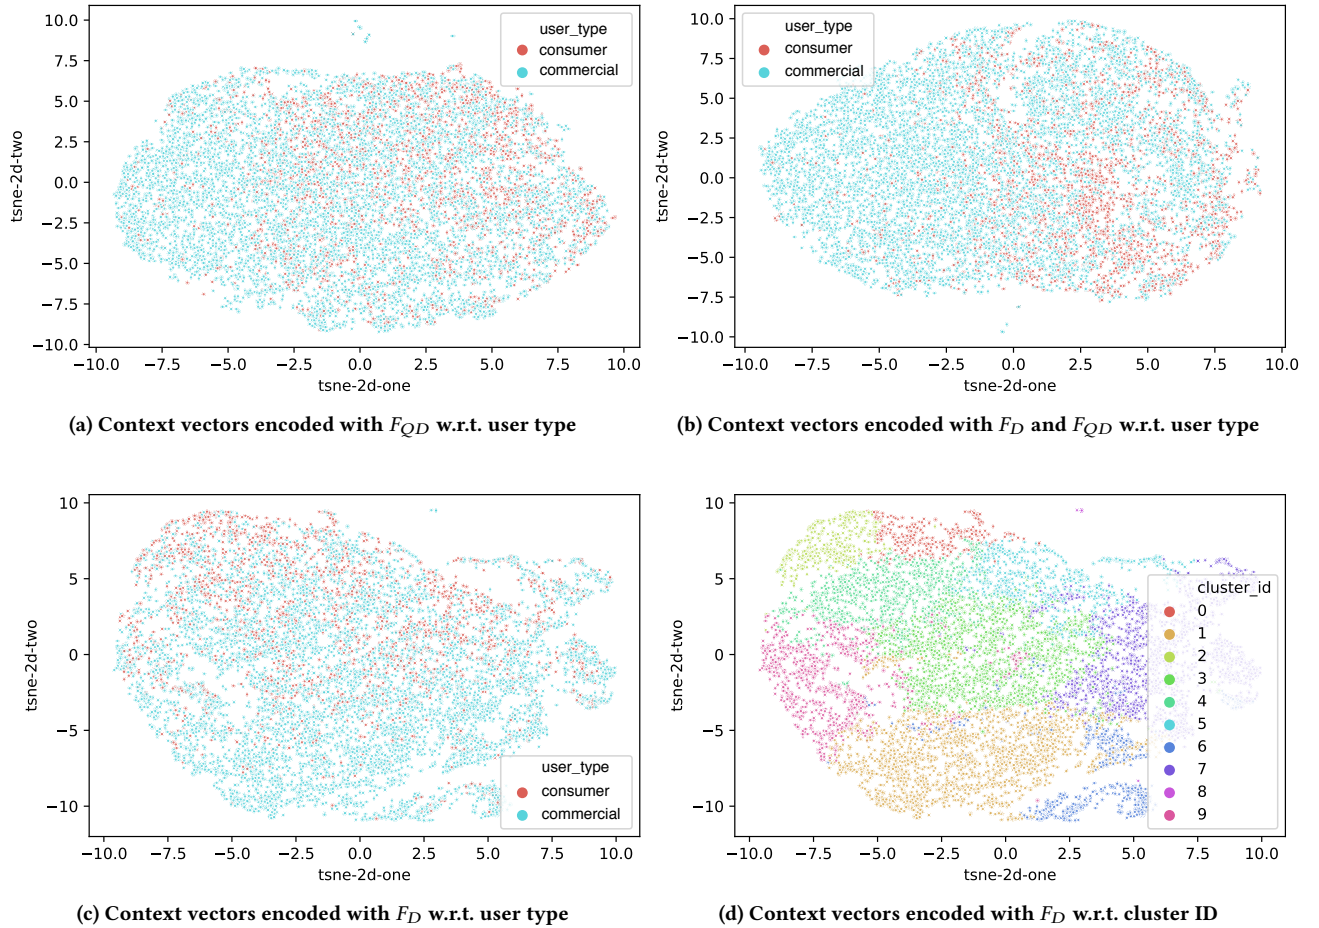 10.0
7.5
5.0
2.5
0.0
−2.5
−5.0
−7.5
−10.0
tsne-2d-two
user_type
consumer
commercial
−10.0 −7.5 −5.0 −2.5 0.0 2.5 5.0 7.5 10.0
tsne-2d-one
(a) Context vectors encoded with F_QD w.r.t. user type
10.0
7.5
5.0
2.5
0.0
−2.5
−5.0
−7.5
−10.0
tsne-2d-two
user_type
consumer
commercial
−10.0 −7.5 −5.0 −2.5 0.0 2.5 5.0 7.5 10.0
tsne-2d-one
(b) Context vectors encoded with F_D and F_QD w.r.t. user type
10
5
0
−5
−10
tsne-2d-two
user_type
consumer
commercial
−10.0 −7.5 −5.0 −2.5 0.0 2.5 5.0 7.5 10.0
tsne-2d-one
(c) Context vectors encoded with F_D w.r.t. user type
10
5
0
−5
−10
tsne-2d-two
cluster_id
0
1
2
3
4
5
6
7
8
9
−10.0 −7.5 −5.0 −2.5 0.0 2.5 5.0 7.5 10.0
tsne-2d-one
(d) Context vectors encoded with F_D w.r.t. cluster ID